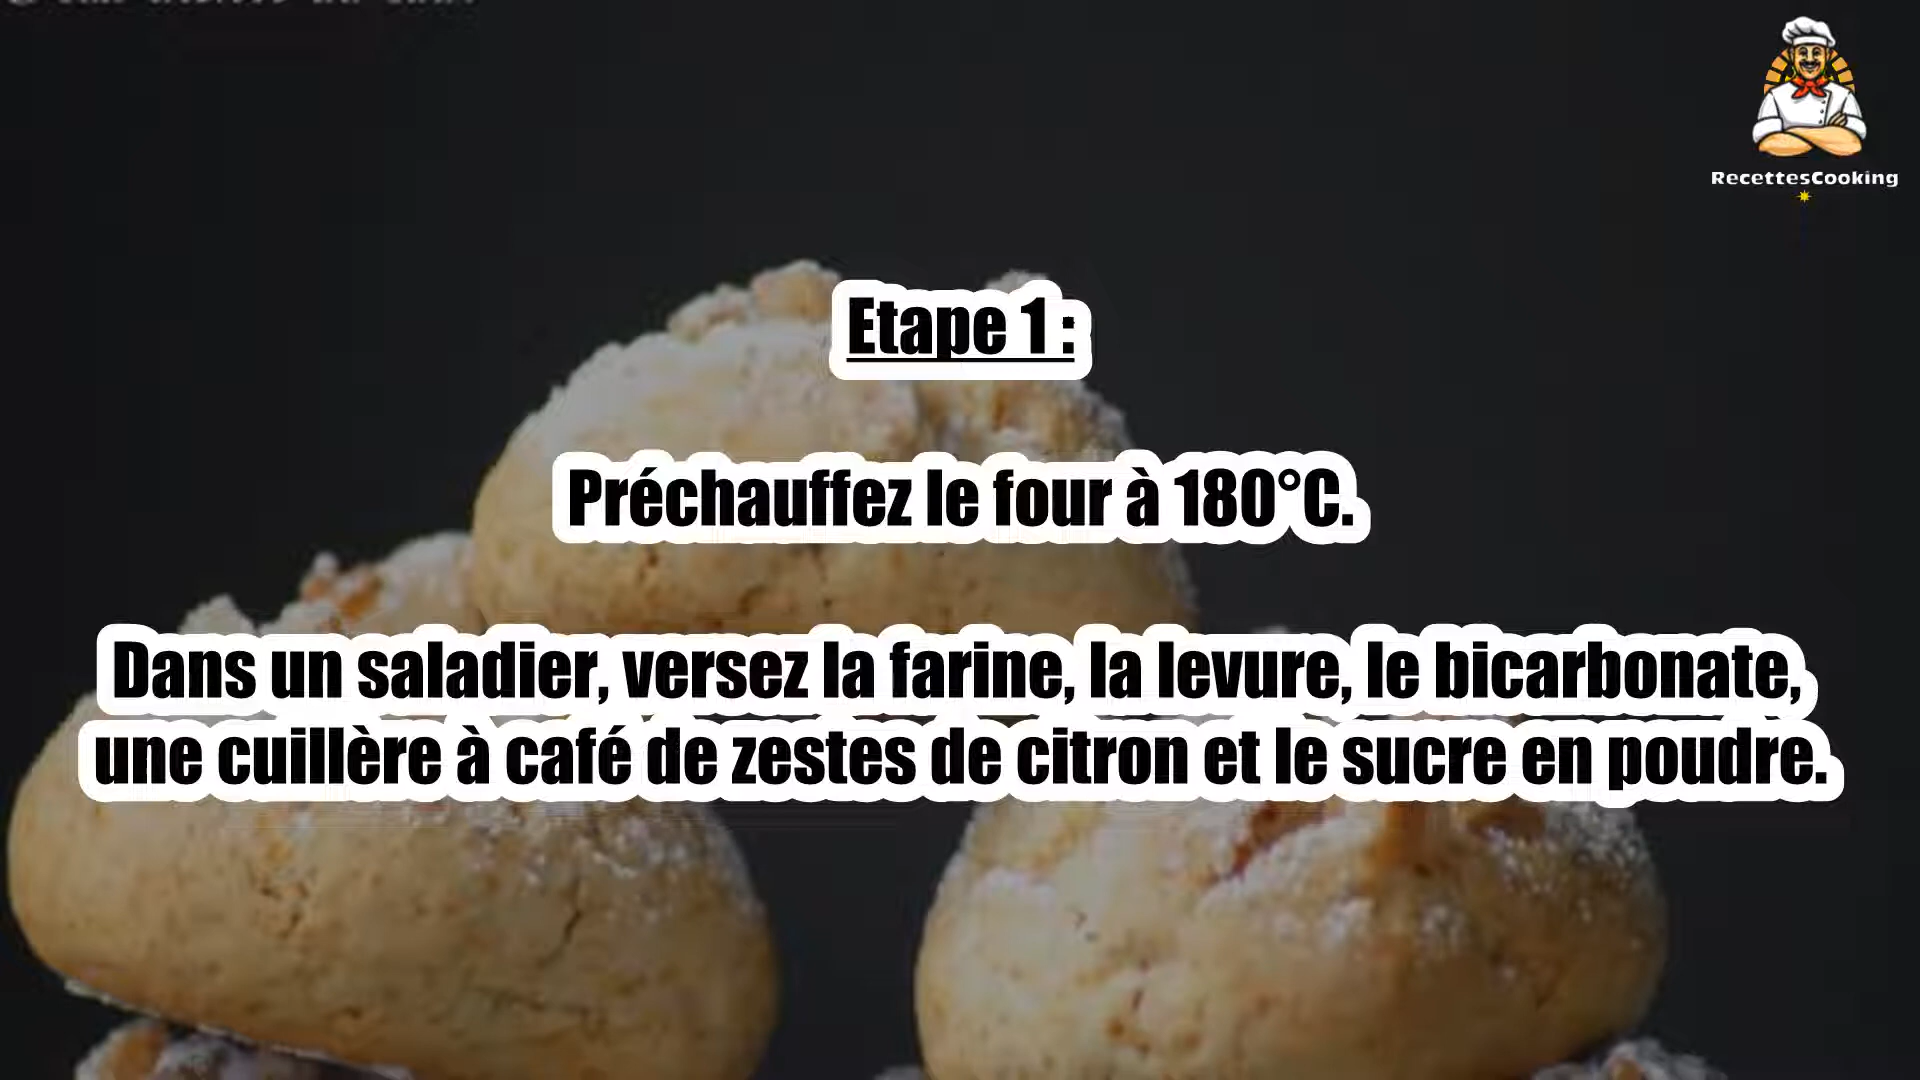 RecettesCooking
Etape 1 :
Préchauffez le four à 180°C.
Dans un saladier, versez la farine, la levure, le bicarbonate,
une cuillère à café de zestes de citron et le sucre en poudre.